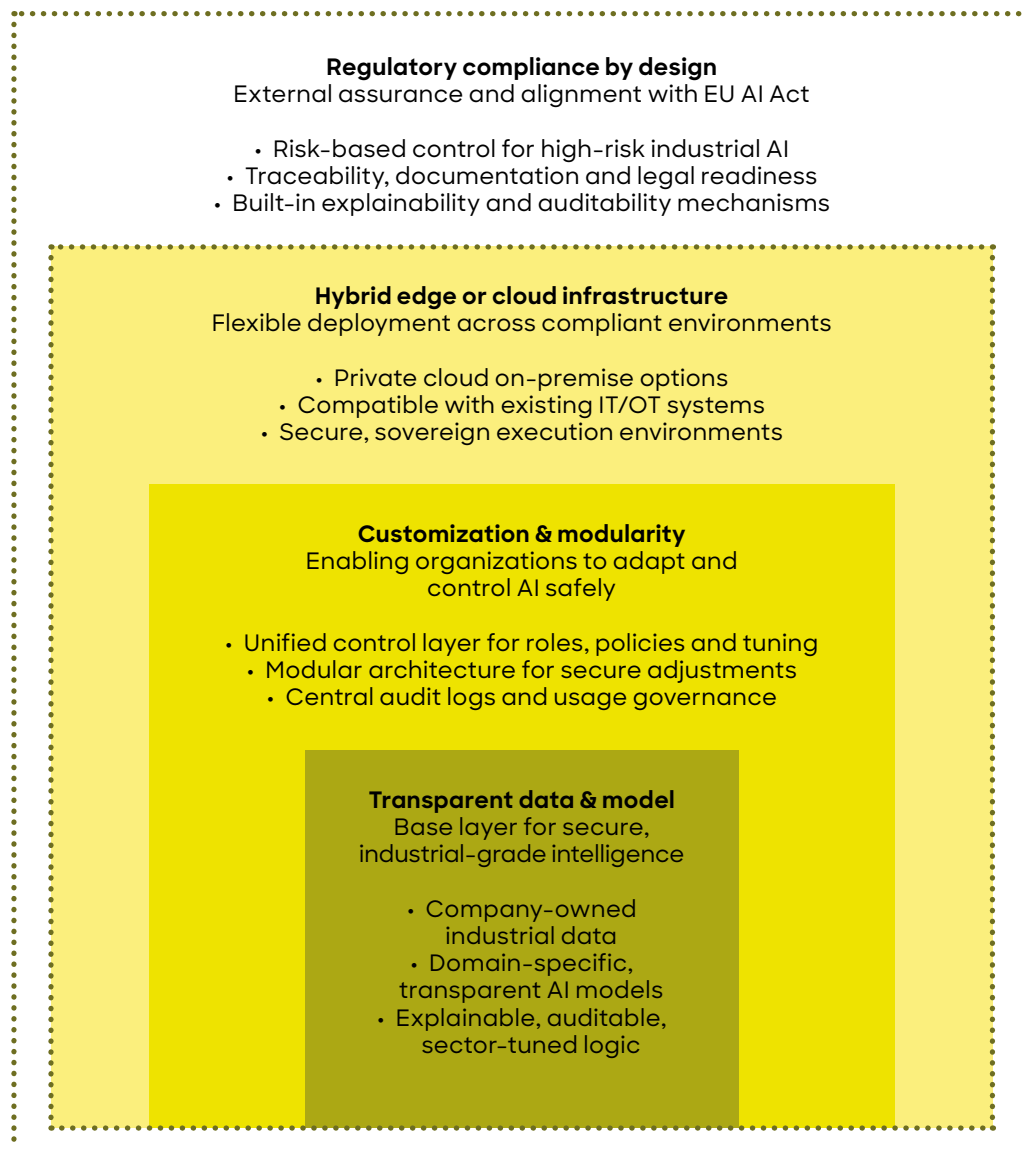 Regulatory compliance by design
External assurance and alignment with EU AI Act
• Risk-based control for high-risk industrial AI
• Traceability, documentation and legal readiness
• Built-in explainability and auditability mechanisms
Hybrid edge or cloud infrastructure
Flexible deployment across compliant environments
• Private cloud on-premise options
• Compatible with existing IT/OT systems
• Secure, sovereign execution environments
Customization & modularity
Enabling organizations to adapt and
control AI safely
• Unified control layer for roles, policies and tuning
• Modular architecture for secure adjustments
• Central audit logs and usage governance
Transparent data & model
Base layer for secure,
industrial-grade intelligence
• Company-owned
industrial data
• Domain-specific,
transparent AI models
• Explainable, auditable,
sector-tuned logic